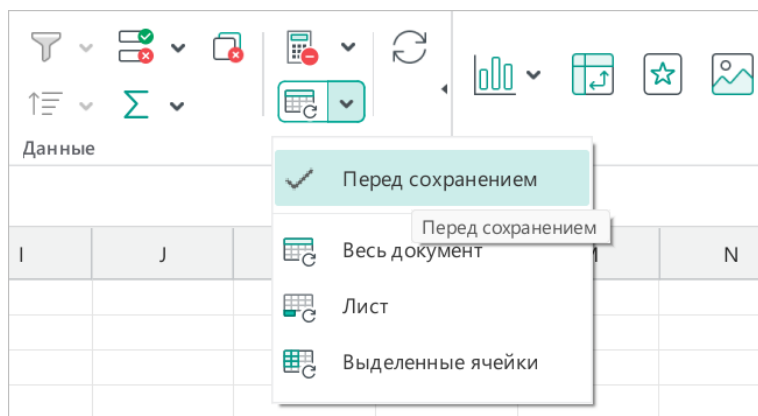 Данные
Перед сохранением
Перед сохранением
Весь документ
I J N
Лист
Выделенные ячейки